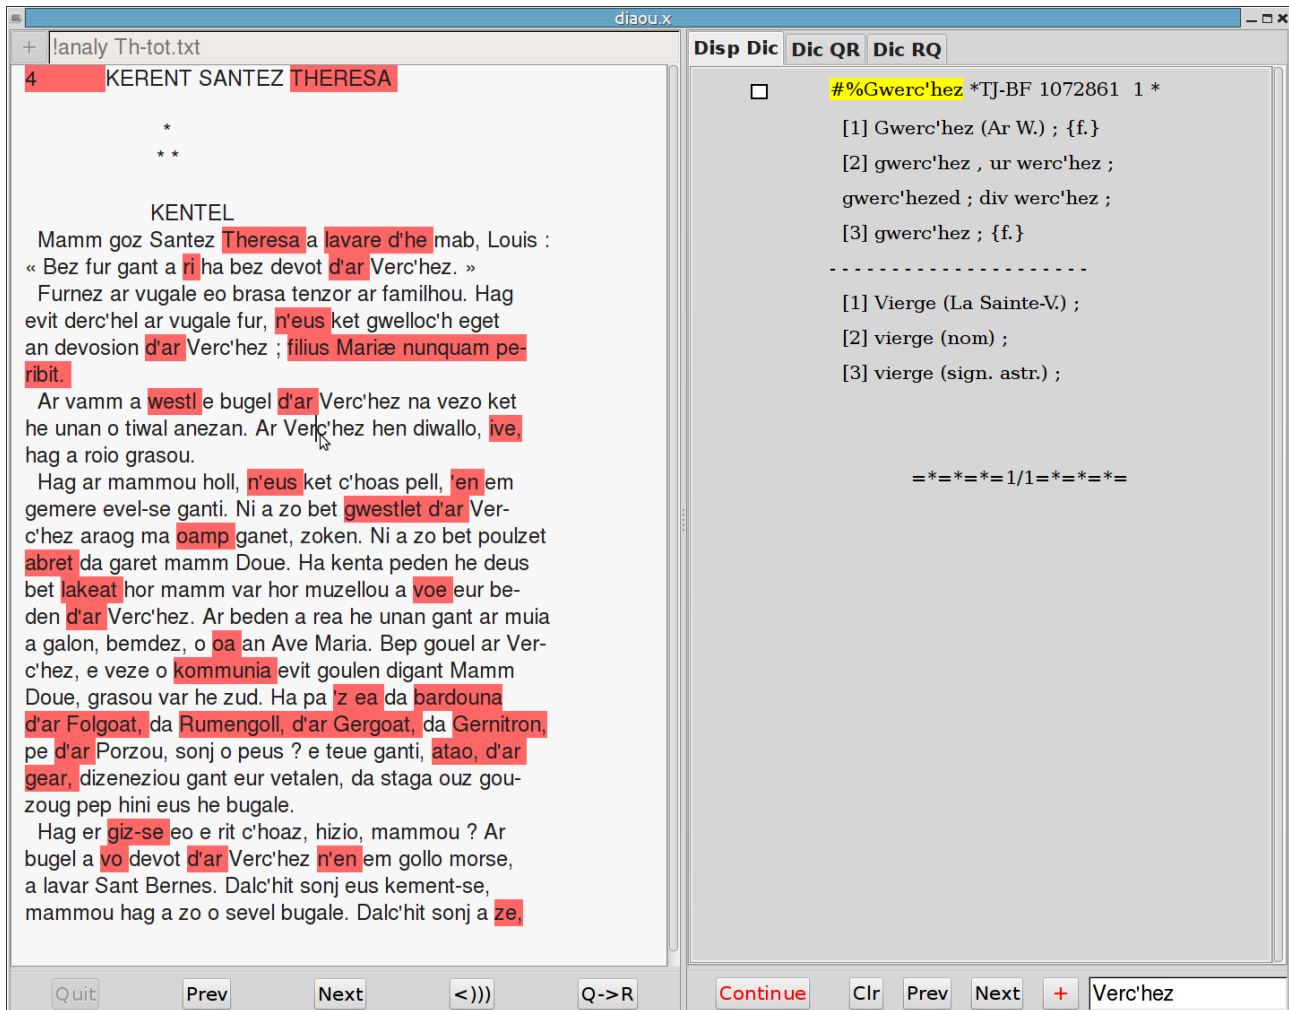 diaou.x
+ !analy Th-tot.txt
4 KERENT SANTEZ THERESA
*
* *
KENTEL
Mamm goz Santez Theresa a lavare d'he mab, Louis :
« Bez fur gant a ri ha bez devot d'ar Verc'hez. »
Furnez ar vugale eo brasa tenzor ar familhou. Hag
evit derc'hel ar vugale fur, n'eus ket gwelloc'h eget
an devosion d'ar Verc'hez ; filius Mariæ nunquam pe-
ribit.
Ar vamm a westl e bugel d'ar Verc'hez na vezo ket
he unan o tiwal anezan. Ar Verc'hez hen diwallo, ive,
hag a roio grasou.
Hag ar mammou holl, n'eus ket c'hoas pell, 'en em
gemere evel-se ganti. Ni a zo bet gwestlet d'ar Ver-
c'hez araog ma oamp ganet, zoken. Ni a zo bet poulzet
abret da garet mamm Doue. Ha kenta peden he deus
bet lakeat hor mamm var hor muzellou a voe eur be-
den d'ar Verc'hez. Ar beden a rea he unan gant ar muia
a galon, bemdez, o oa an Ave Maria. Bep gouel ar Ver-
c'hez, e veze o kommunia evit goulen digant Mamm
Doue, grasou var he zud. Ha pa 'z ea da bardouna
d'ar Folgoat, da Rumengoll, d'ar Gergoat, da Gernitron,
pe d'ar Porzou, sonj o peus ? e teue ganti, atao, d'ar
gear, dizeneziou gant eur vetalen, da staga ouz gou-
zoug pep hini eus he bugale.
Hag er giz-se eo e rit c'hoaz, hizio, mammou ? Ar
bugel a vo devot d'ar Verc'hez n'en em gollo morse,
a lavar Sant Bernes. Dalc'hit sonj eus kement-se,
mammou hag a zo o sevel bugale. Dalc'hit sonj a ze,
Quit Prev Next <))) Q->R
Disp Dic Dic QR Dic RQ
#%Gwerc'hez *TJ-BF 1072861 1 *
[1] Gwerc'hez (Ar W.) ; {f.}
[2] gwerc'hez , ur werc'hez ;
gwerc'hezed ; div werc'hez ;
[3] gwerc'hez ; {f.}
- - - - - - - - - - - - - - - - - - - - -
[1] Vierge (La Sainte-V.) ;
[2] vierge (nom) ;
[3] vierge (sign. astr.) ;
=*=*=*=1/1=*=*=*=
Continue Clr Prev Next + Verc'hez